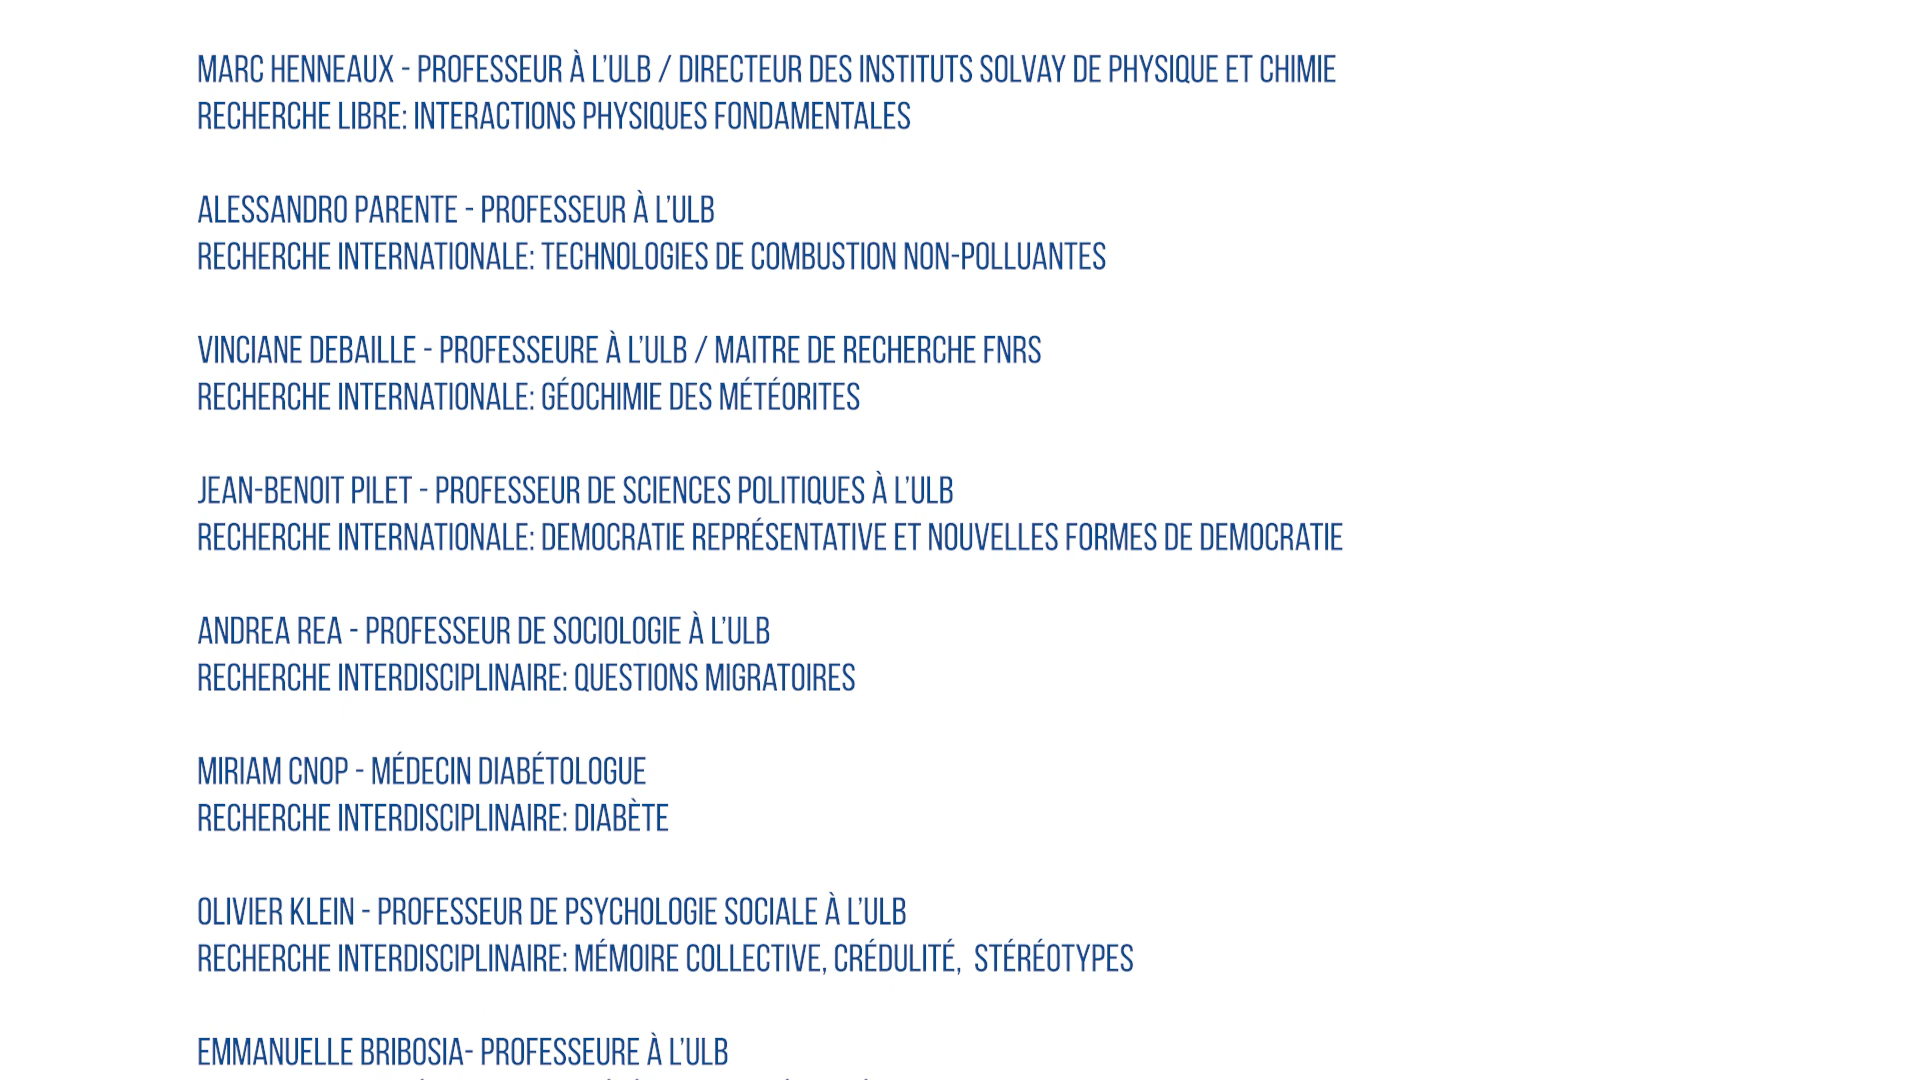 MARC HENNEAUX - PROFESSEUR À L'ULB / DIRECTEUR DES INSTITUTS SOLVAY DE PHYSIQUE ET CHIMIE
RECHERCHE LIBRE: INTERACTIONS PHYSIQUES FONDAMENTALES
ALESSANDRO PARENTE - PROFESSEUR À L'ULB
RECHERCHE INTERNATIONALE: TECHNOLOGIES DE COMBUSTION NON-POLLUANTES
VINCIANE DEBAILLE - PROFESSEURE À L'ULB / MAITRE DE RECHERCHE FNRS
RECHERCHE INTERNATIONALE: GÉOCHIMIE DES MÉTÉORITES
JEAN-BENOIT PILET - PROFESSEUR DE SCIENCES POLITIQUES À L'ULB
RECHERCHE INTERNATIONALE: DEMOCRATIE REPRÉSENTATIVE ET NOUVELLES FORMES DE DEMOCRATIE
ANDREA REA - PROFESSEUR DE SOCIOLOGIE À L'ULB
RECHERCHE INTERDISCIPLINAIRE: QUESTIONS MIGRATOIRES
MIRIAM CNOP - MÉDECIN DIABÉTOLOGUE
RECHERCHE INTERDISCIPLINAIRE: DIABÈTE
OLIVIER KLEIN - PROFESSEUR DE PSYCHOLOGIE SOCIALE À L'ULB
RECHERCHE INTERDISCIPLINAIRE: MÉMOIRE COLLECTIVE, CRÉDULITÉ,  STÉRÉOTYPES
EMMANUELLE BRIBOSIA- PROFESSEURE À L'ULB